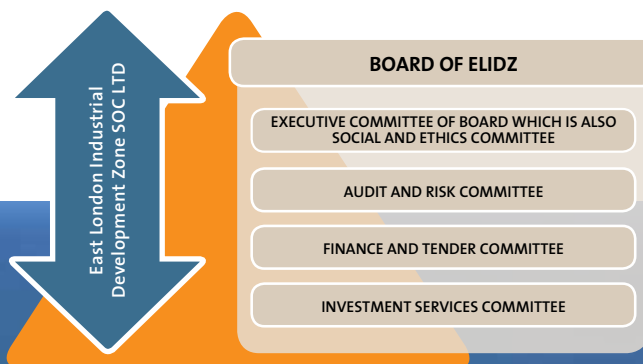 East London Industrial
Development Zone SOC LTD
BOARD OF ELIDZ
EXECUTIVE COMMITTEE OF BOARD WHICH IS ALSO
SOCIAL AND ETHICS COMMITTEE
AUDIT AND RISK COMMITTEE
FINANCE AND TENDER COMMITTEE
INVESTMENT SERVICES COMMITTEE